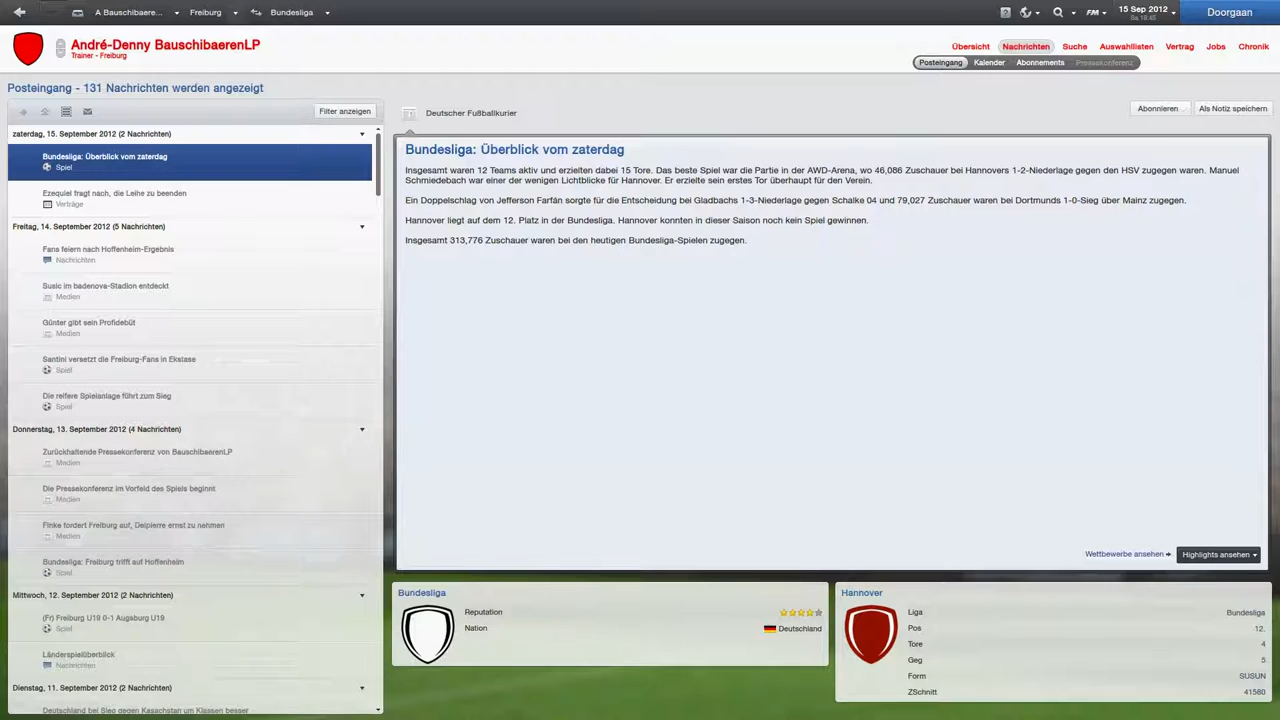 A Bauschibaere...
Freiburg
Bundesliga
FM
15 Sep 2012
Sa. 18:45
Doorgaan
André-Denny BauschibaerenLP
Trainer - Freiburg
Übersicht
Nachrichten
Suche
Auswahllisten
Vertrag
Jobs
Chronik
Posteingang
Kalender
Abonnements
Pressekonferenz
Posteingang - 131 Nachrichten werden angezeigt
Filter anzeigen
zaterdag, 15. September 2012 (2 Nachrichten)
Bundesliga: Überblick vom zaterdag
Spiel
Ezequiel fragt nach, die Leihe zu beenden
Verträge
Freitag, 14. September 2012 (5 Nachrichten)
Fans feiern nach Hoffenheim-Ergebnis
Nachrichten
Susic im badenova-Stadion entdeckt
Medien
Günter gibt sein Profidebüt
Medien
Santini versetzt die Freiburg-Fans in Ekstase
Spiel
Die reifere Spielanlage führt zum Sieg
Spiel
Donnerstag, 13. September 2012 (4 Nachrichten)
Zurückhaltende Pressekonferenz von BauschibaerenLP
Medien
Die Pressekonferenz im Vorfeld des Spiels beginnt
Medien
Finke fordert Freiburg auf, Delpierre ernst zu nehmen
Medien
Bundesliga: Freiburg trifft auf Hoffenheim
Spiel
Mittwoch, 12. September 2012 (2 Nachrichten)
(Fr) Freiburg U19 0-1 Augsburg U19
Spiel
Länderspielüberblick
Nachrichten
Dienstag, 11. September 2012 (2 Nachrichten)
Deutschland bei Sieg gegen Kasachstan um Klassen besser
Deutscher Fußballkurier
Abonnieren
Als Notiz speichern
Bundesliga: Überblick vom zaterdag
Insgesamt waren 12 Teams aktiv und erzielten dabei 15 Tore. Das beste Spiel war die Partie in der AWD-Arena, wo 46,086 Zuschauer bei Hannovers 1-2-Niederlage gegen den HSV zugegen waren. Manuel
Schmiedebach war einer der wenigen Lichtblicke für Hannover. Er erzielte sein erstes Tor überhaupt für den Verein.
Ein Doppelschlag von Jefferson Farfán sorgte für die Entscheidung bei Gladbachs 1-3-Niederlage gegen Schalke 04 und 79,027 Zuschauer waren bei Dortmunds 1-0-Sieg über Mainz zugegen.
Hannover liegt auf dem 12. Platz in der Bundesliga. Hannover konnten in dieser Saison noch kein Spiel gewinnen.
Insgesamt 313,776 Zuschauer waren bei den heutigen Bundesliga-Spielen zugegen.
Wettbewerbe ansehen
Highlights ansehen
Bundesliga
Reputation
Nation Deutschland
Hannover
Liga Bundesliga
Pos 12.
Tore 4
Geg 5
Form SUSUN
ZSchnitt 41580